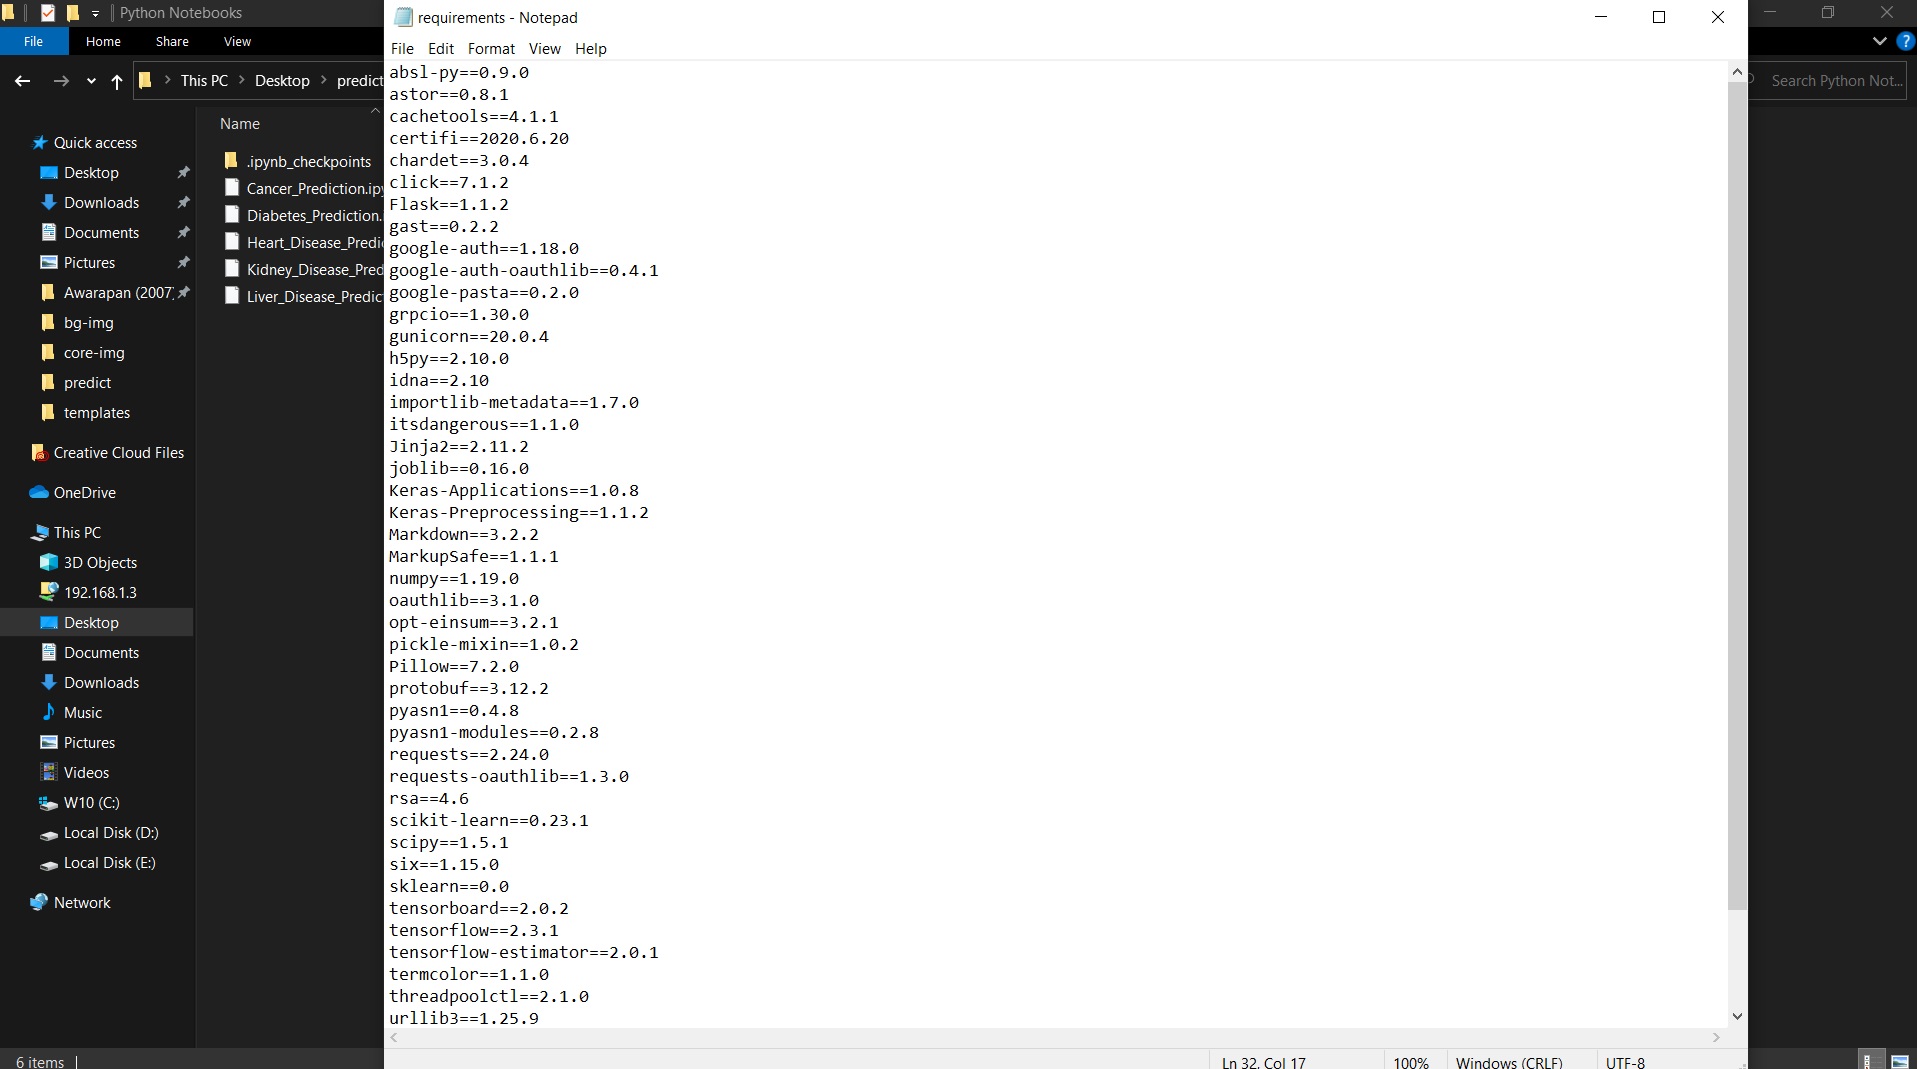 Python Notebooks
File Home Share View
This PC Desktop predict
Search Python Not...
Quick access
Desktop
Downloads
Documents
Pictures
Awarapan (2007)
bg-img
core-img
predict
templates
Creative Cloud Files
OneDrive
This PC
3D Objects
192.168.1.3
Desktop
Documents
Downloads
Music
Pictures
Videos
W10 (C:)
Local Disk (D:)
Local Disk (E:)
Network
6 items
Name
.ipynb_checkpoints
Cancer_Prediction.ipy
Diabetes_Prediction.
Heart_Disease_Predi
Kidney_Disease_Pred
Liver_Disease_Predic
requirements - Notepad
File Edit Format View Help
absl-py==0.9.0
astor==0.8.1
cachetools==4.1.1
certifi==2020.6.20
chardet==3.0.4
click==7.1.2
Flask==1.1.2
gast==0.2.2
google-auth==1.18.0
google-auth-oauthlib==0.4.1
google-pasta==0.2.0
grpcio==1.30.0
gunicorn==20.0.4
h5py==2.10.0
idna==2.10
importlib-metadata==1.7.0
itsdangerous==1.1.0
Jinja2==2.11.2
joblib==0.16.0
Keras-Applications==1.0.8
Keras-Preprocessing==1.1.2
Markdown==3.2.2
MarkupSafe==1.1.1
numpy==1.19.0
oauthlib==3.1.0
opt-einsum==3.2.1
pickle-mixin==1.0.2
Pillow==7.2.0
protobuf==3.12.2
pyasn1==0.4.8
pyasn1-modules==0.2.8
requests==2.24.0
requests-oauthlib==1.3.0
rsa==4.6
scikit-learn==0.23.1
scipy==1.5.1
six==1.15.0
sklearn==0.0
tensorboard==2.0.2
tensorflow==2.3.1
tensorflow-estimator==2.0.1
termcolor==1.1.0
threadpoolctl==2.1.0
urllib3==1.25.9
Ln 32, Col 17 100% Windows (CRLF) UTF-8